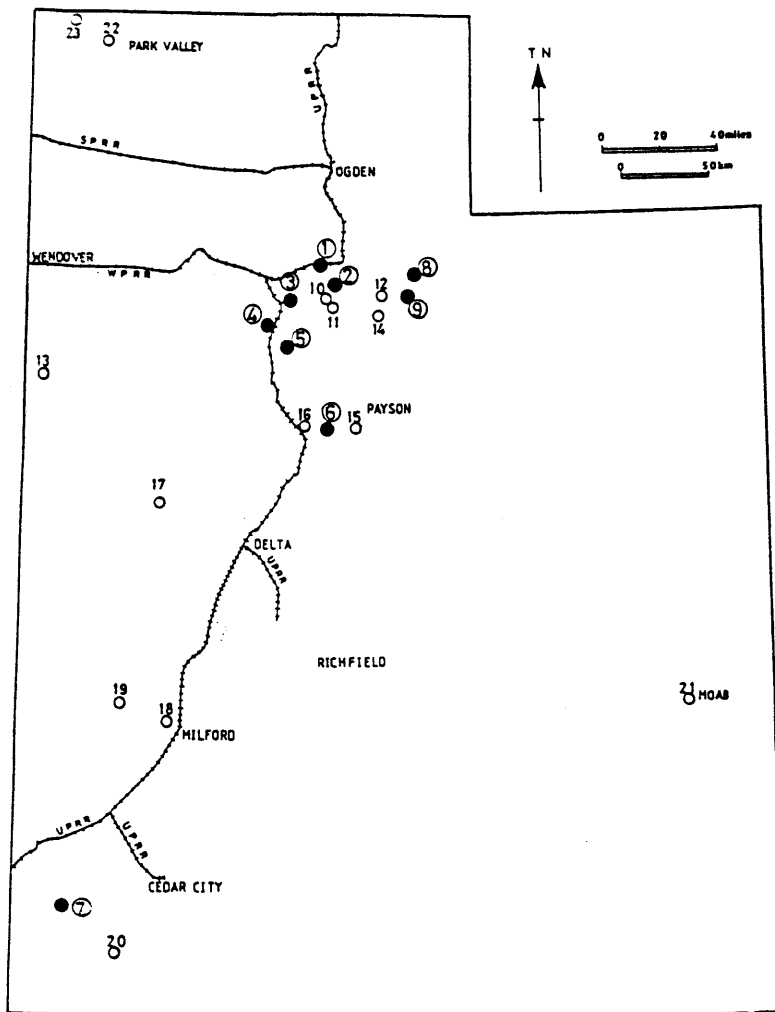 23
22
PARK VALLEY
UPRR
T N
0 20 40 miles
0 50 km
SPRR
OGDEN
WENDOVER
WPRR
1
2
3
8
10
12
9
4
11
14
5
13
16
6
15
PAYSON
17
DELTA
UPRR
RICHFIELD
19
18
MILFORD
21
MOAB
UPRR
UPRR
CEDAR CITY
7
20